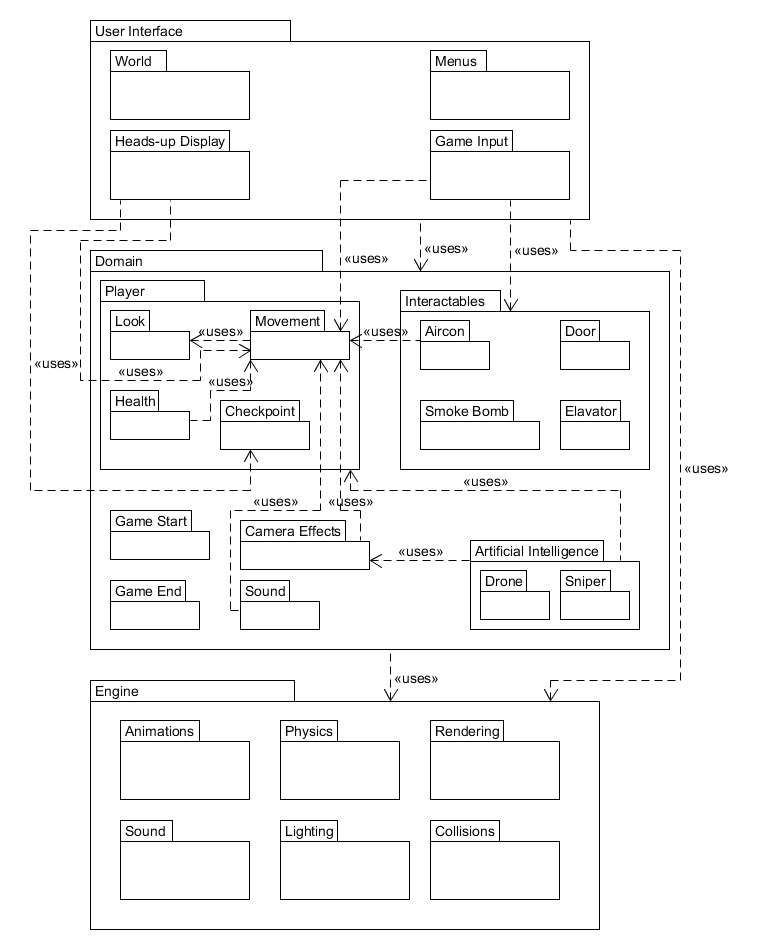 User Interface
World
Menus
Heads-up Display
Game Input
«uses»
«uses»
«uses»
Domain
Player
Interactables
Look
Movement
Aircon
Door
«uses»
«uses»
«uses»
«uses»
«uses»
Health
Checkpoint
Smoke Bomb
Elavator
«uses»
«uses»
«uses»
«uses»
Game Start
Camera Effects
Artificial Intelligence
«uses»
Game End
Sound
Drone
Sniper
«uses»
Engine
Animations
Physics
Rendering
Sound
Lighting
Collisions